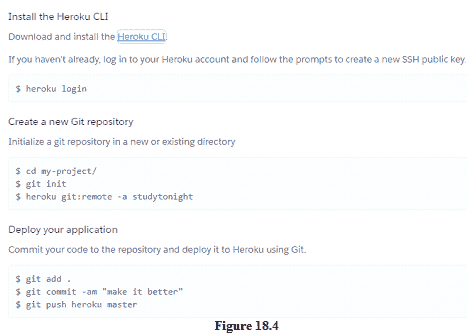 Install the Heroku CLI
Download and install the Heroku CLI.
If you haven't already, log in to your Heroku account and follow the prompts to create a new SSH public key.
$ heroku login
Create a new Git repository
Initialize a git repository in a new or existing directory
$ cd my-project/
$ git init
$ heroku git:remote -a studytonight
Deploy your application
Commit your code to the repository and deploy it to Heroku using Git.
$ git add .
$ git commit -am "make it better"
$ git push heroku master
Figure 18.4